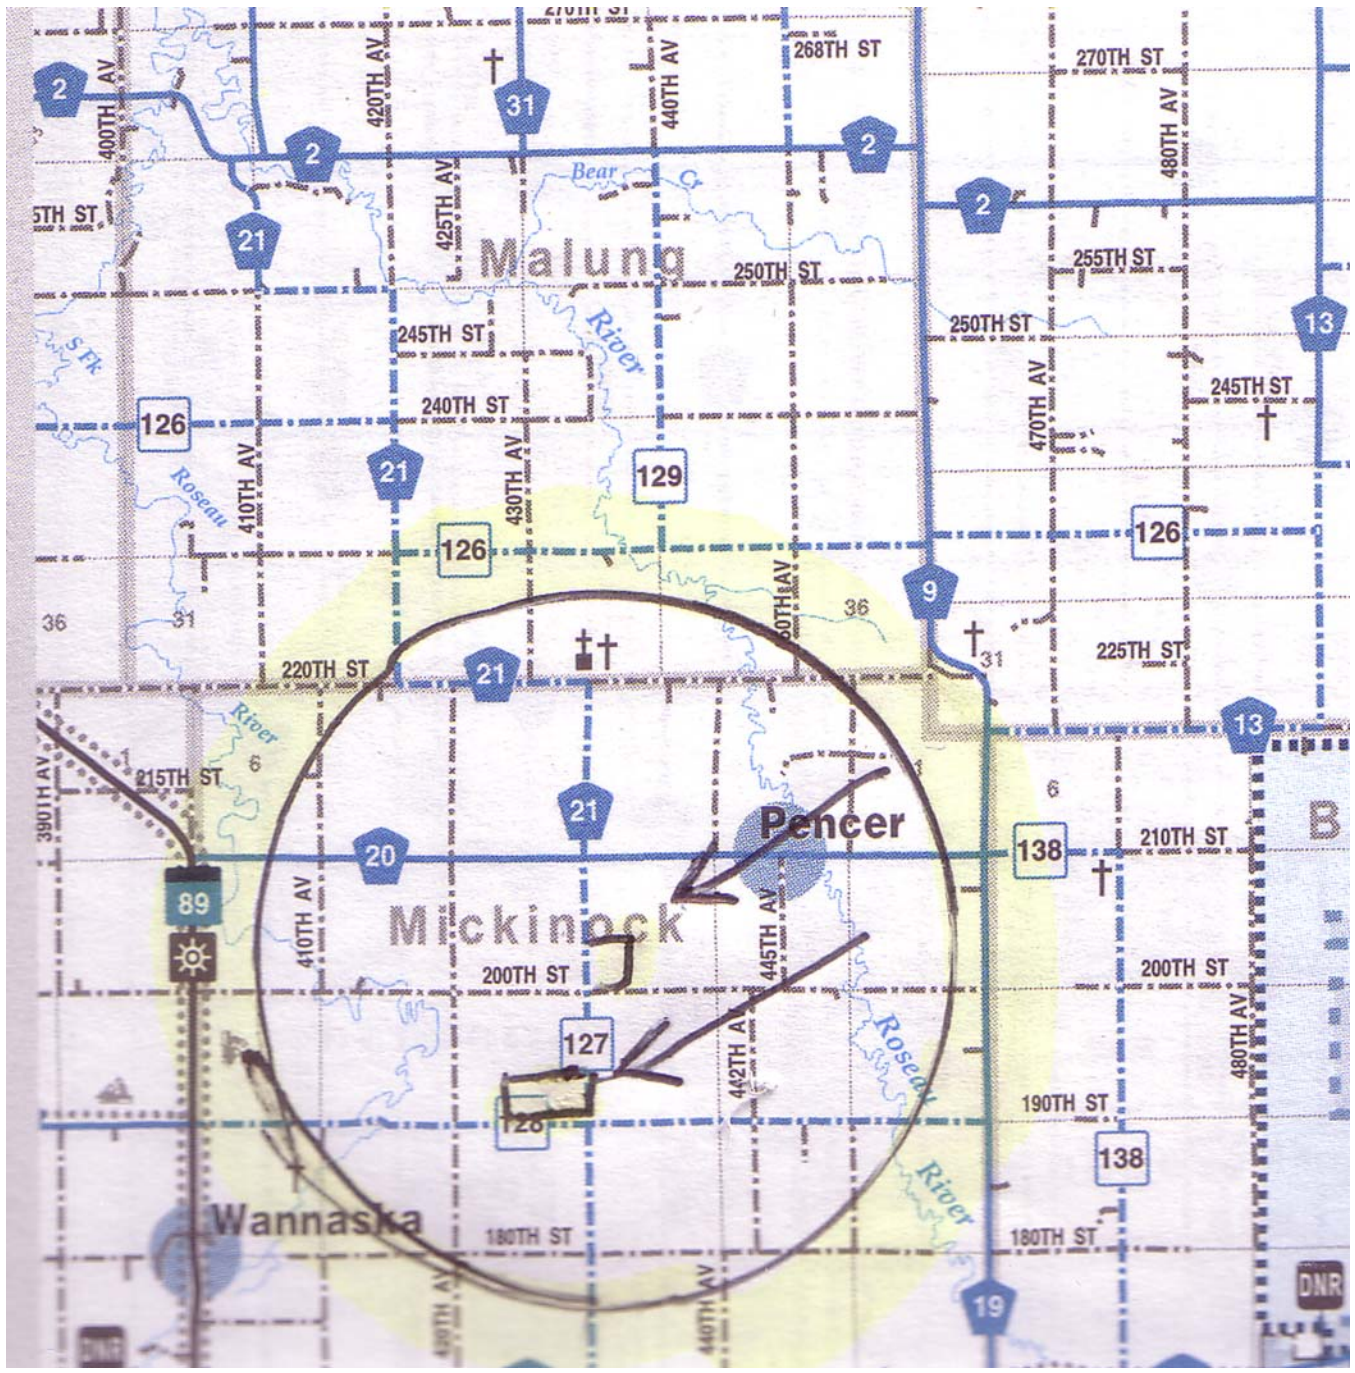 270TH ST
268TH ST
270TH ST
2
400TH AV
420TH AV
31
440TH AV
480TH AV
2
2
2
Bear Cr
5TH ST
21
425TH AV
Malung
250TH ST
255TH ST
S Fk
245TH ST
River
250TH ST
13
126
240TH ST
470TH AV
245TH ST
Roseau
410TH AV
21
430TH AV
129
126
126
36
31
60TH AV
36
9
220TH ST
21
31
225TH ST
River
13
1
215TH ST
6
390TH AV
21
Pencer
1
6
B
20
138
210TH ST
89
410TH AV
Mickinock
445TH AV
200TH ST
200TH ST
127
442TH AV
Roseau
480TH AV
128
190TH ST
138
Wannaska
River
180TH ST
180TH ST
420TH AV
440TH AV
19
DNR
DNR